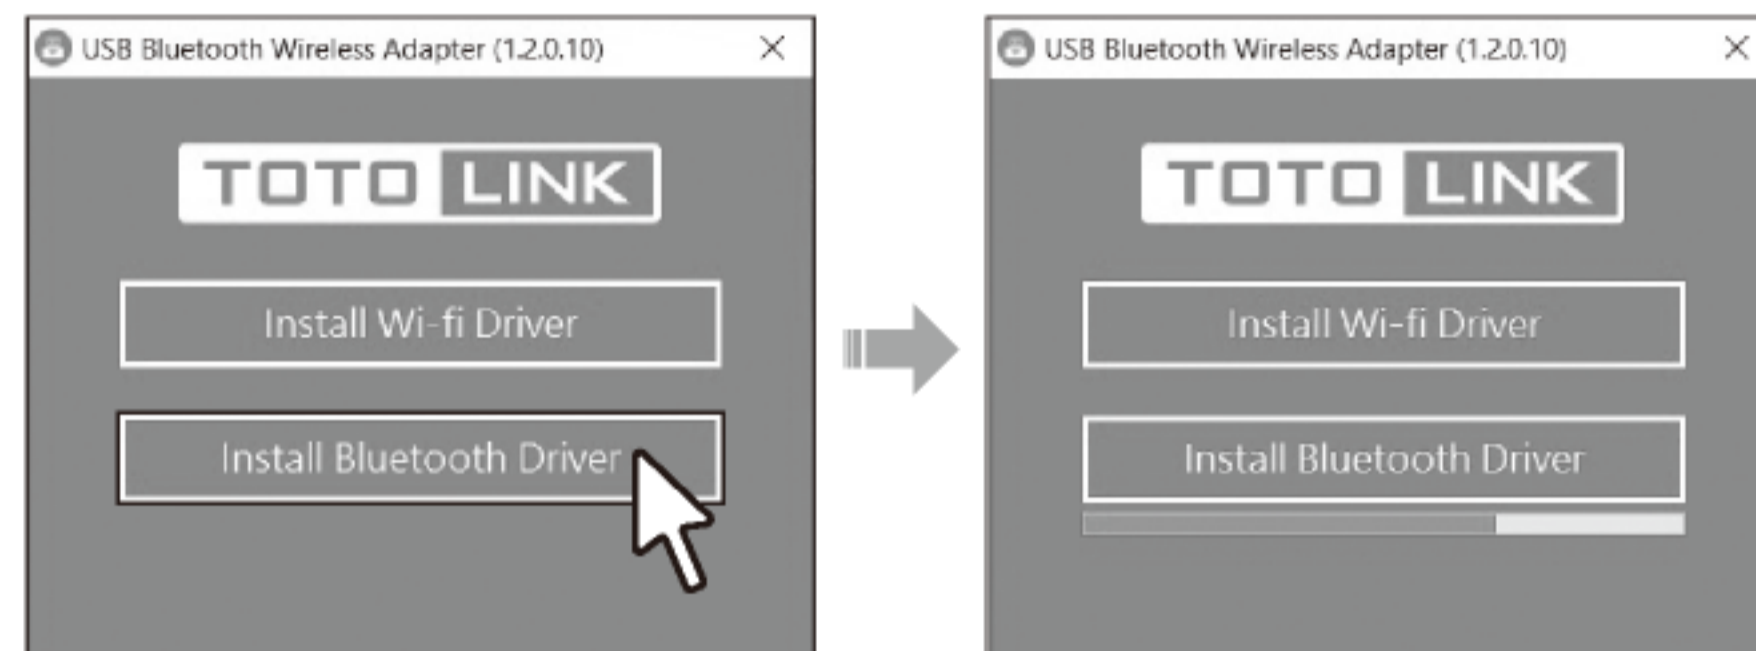 USB Bluetooth Wireless Adapter (1.2.0.10)
TOTO LINK
Install Wi-fi Driver
Install Bluetooth Driver
USB Bluetooth Wireless Adapter (1.2.0.10)
TOTO LINK
Install Wi-fi Driver
Install Bluetooth Driver